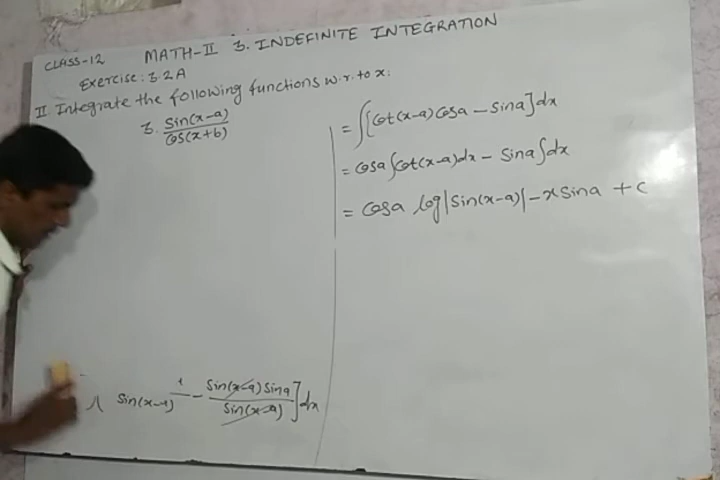 CLASS-12 MATH-II 3. INDEFINITE INTEGRATION
Exercise: 3.2A
II. Integrate the following functions w.r. to x.
3. Sin(x-a)/Cos(x+b)
Sin(x-a) - Sin(x-a) Sina/Sin(x-a)] dx
= ∫[Cot(x-a) Cosa - Sina] dx
= Cosa ∫Cot(x-a) dx - Sina ∫dx
= Cosa log|Sin(x-a)| - x Sina + c